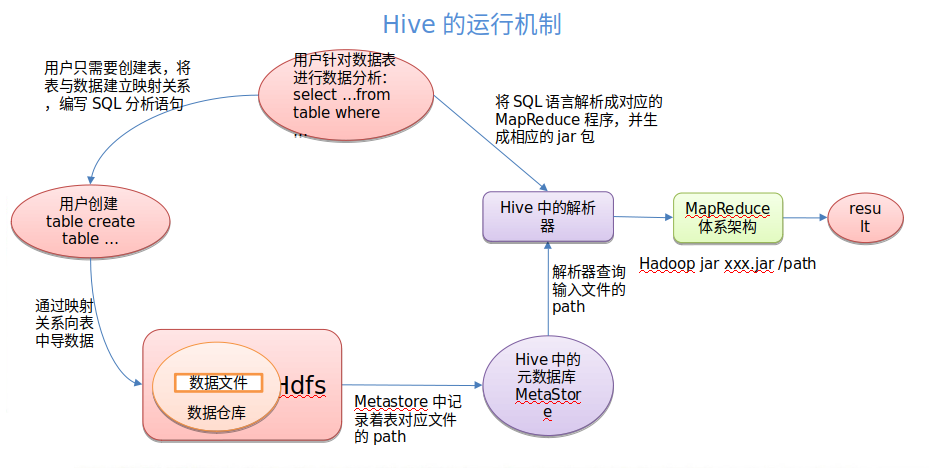 Hive 的运行机制
用户只需要创建表，将
表与数据建立映射关系
，编写 SQL 分析语句
用户针对数据表
进行数据分析：
select ...from
table where
...
将 SQL 语言解析成对应的
MapReduce 程序，并生
成相应的 jar 包
用户创建
table create
table ...
Hive 中的解析
器
MapReduce
体系架构
resu
lt
Hadoop jar xxx.jar /path
解析器查询
输入文件的
path
通过映射
关系向表
中导数据
数据文件
数据仓库
Hdfs
Metastore 中记
录着表对应文件
的 path
Hive 中的
元数据库
MetaStor
e